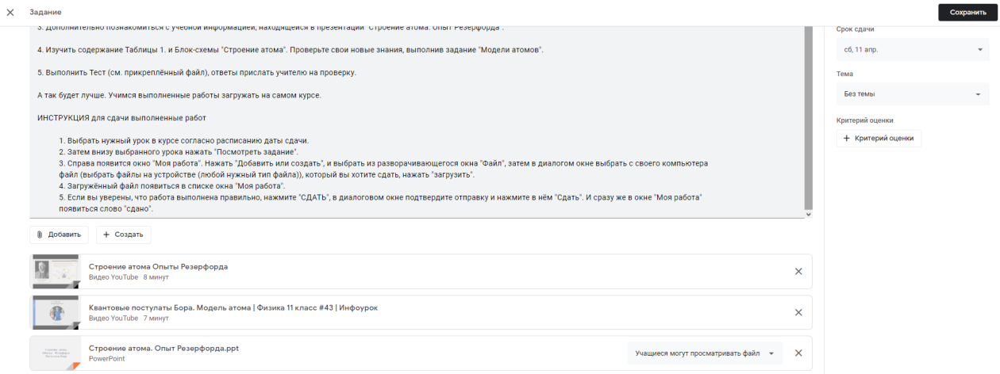 Задание
Сохранить
3. Дополнительно познакомиться с учебной информацией, находящейся в презентации "Строение атома. Опыт Резерфорда".
4. Изучить содержание Таблицы 1. и Блок-схемы "Строение атома". Проверьте свои новые знания, выполнив задание "Модели атомов".
5. Выполнить Тест (см. прикреплённый файл), ответы прислать учителю на проверку.
А так будет лучше. Учимся выполненные работы загружать на самом курсе.
ИНСТРУКЦИЯ для сдачи выполненных работ
1. Выбрать нужный урок в курсе согласно расписанию даты сдачи.
2. Затем внизу выбранного урока нажать "Посмотреть задание".
3. Справа появится окно "Моя работа". Нажать "Добавить или создать", и выбрать из разворачивающегося окна "Файл", затем в диалогом окне выбрать с своего компьютера
файл (выбрать файлы на устройстве (любой нужный тип файла)), который вы хотите сдать, нажать "загрузить".
4. Загружённый файл появиться в списке окна "Моя работа".
5. Если вы уверены, что работа выполнена правильно, нажмите "СДАТЬ", в диалоговом окне подтвердите отправку и нажмите в нём "Сдать". И сразу же в окне "Моя работа"
появиться слово "сдано".
Добавить
Создать
Строение атома Опыты Резерфорда
Видео YouTube 8 минут
Квантовые постулаты Бора. Модель атома | Физика 11 класс #43 | Инфоурок
Видео YouTube 7 минут
Строение атома. Опыт Резерфорда.ppt
PowerPoint
Учащиеся могут просматривать файл
Срок сдачи
сб, 11 апр.
Тема
Без темы
Критерий оценки
+ Критерий оценки